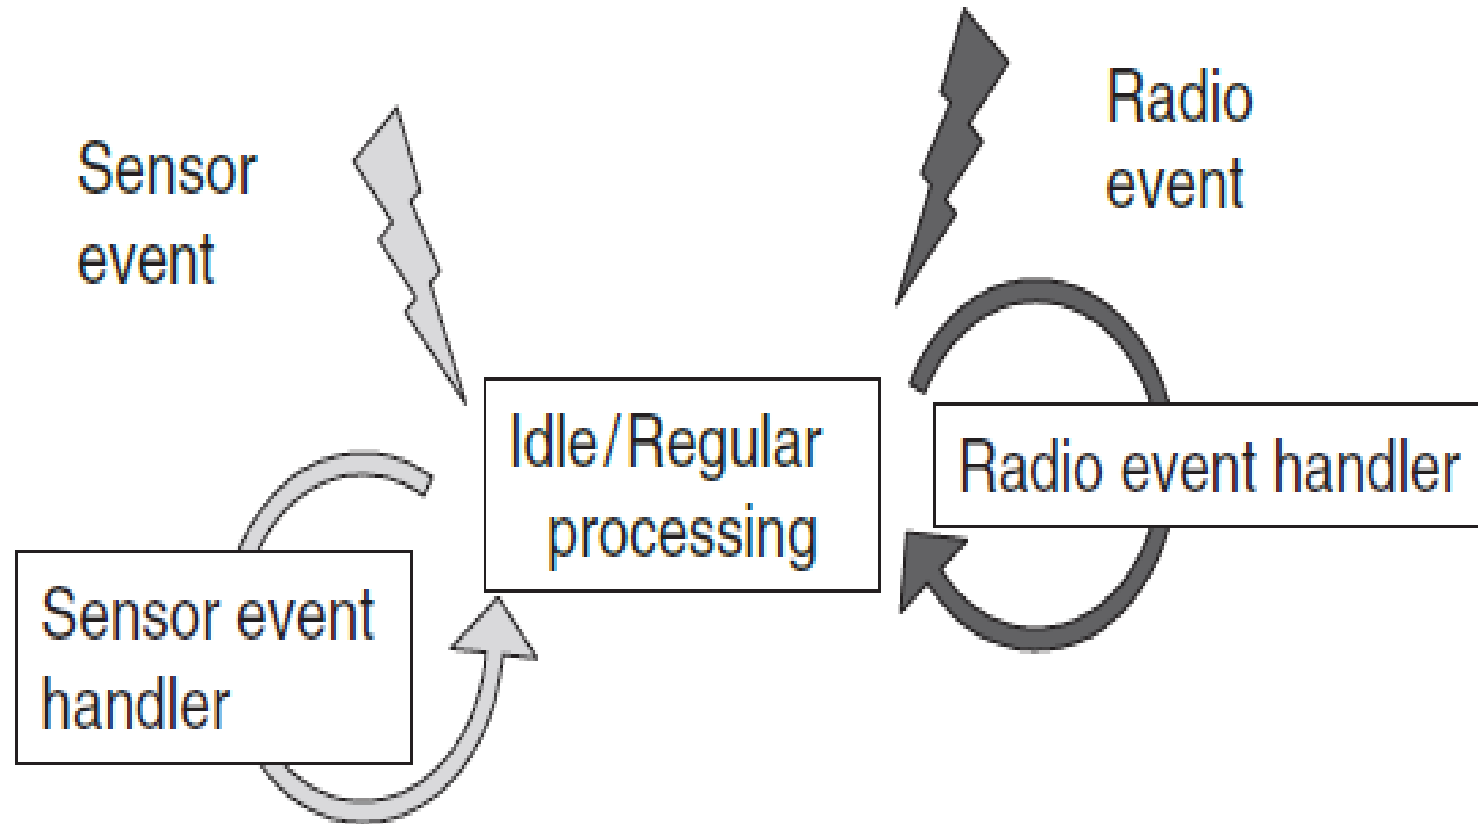 Sensor
event
Radio
event
Idle/Regular
processing
Radio event handler
Sensor event
handler